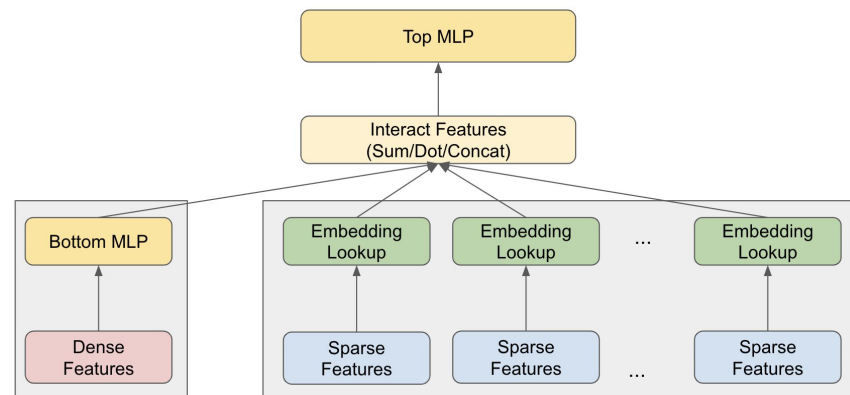 Top MLP
Interact Features
(Sum/Dot/Concat)
Bottom MLP
Embedding
Lookup
Embedding
Lookup
...
Embedding
Lookup
Dense
Features
Sparse
Features
Sparse
Features
...
Sparse
Features